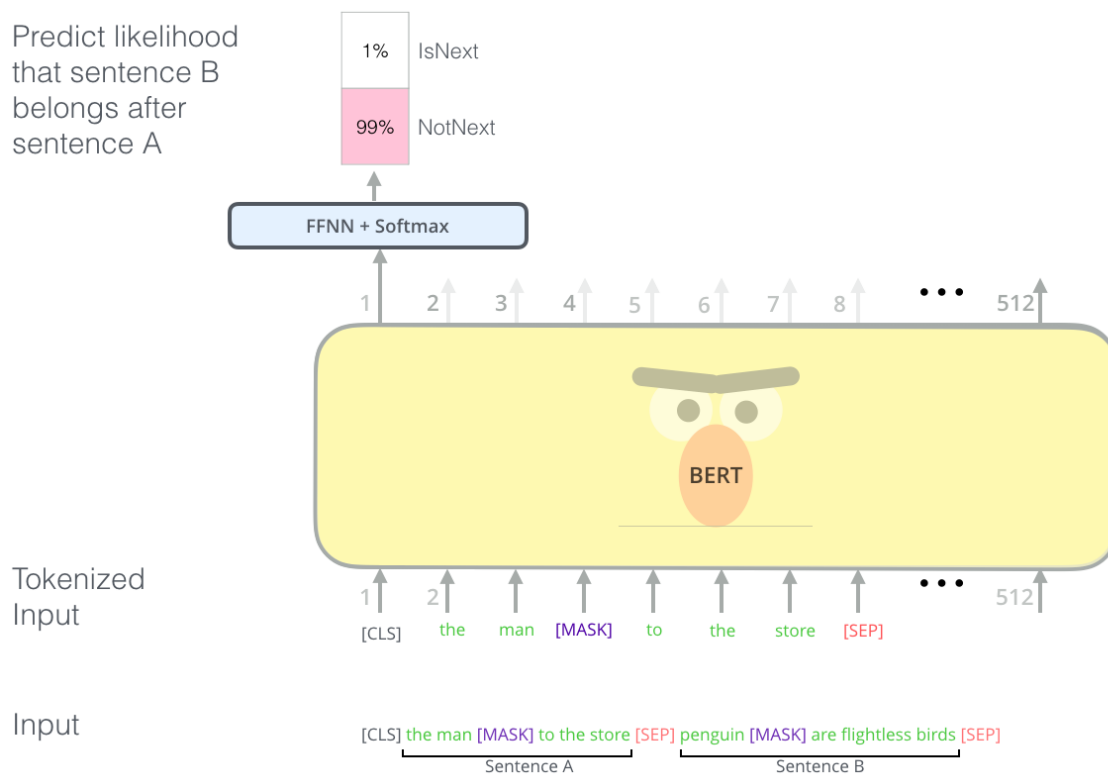 Predict likelihood
that sentence B
belongs after
sentence A
1% IsNext
99% NotNext
FFNN + Softmax
1 2 3 4 5 6 7 8 ••• 512
BERT
Tokenized
Input
1 2 ••• 512
[CLS] the man [MASK] to the store [SEP]
Input
[CLS] the man [MASK] to the store [SEP] penguin [MASK] are flightless birds [SEP]
Sentence A Sentence B